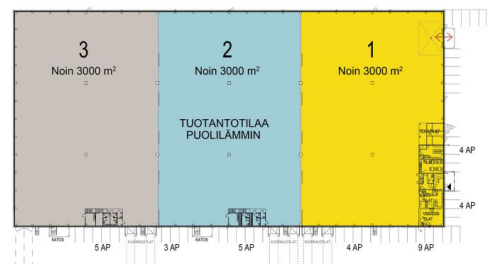 3
Noin 3000 m²
2
Noin 3000 m²
1
Noin 3000 m²
TUOTANTOTILAA
PUOLILÄMMIN
4 AP
4 AP
KATOS
KATOS
5 AP
3 AP
5 AP
4 AP
9 AP